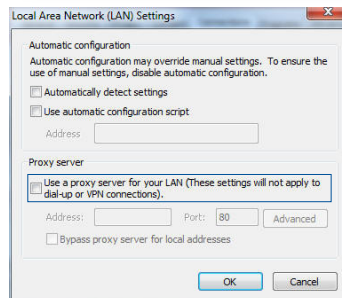 Local Area Network (LAN) Settings
Automatic configuration
Automatic configuration may override manual settings. To ensure the
use of manual settings, disable automatic configuration.
Automatically detect settings
Use automatic configuration script
Address
Proxy server
Use a proxy server for your LAN (These settings will not apply to
dial-up or VPN connections).
Address: Port: 80 Advanced
Bypass proxy server for local addresses
OK Cancel